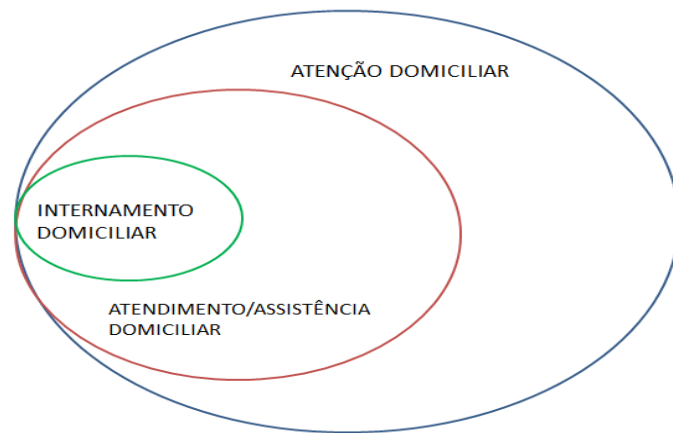 ATENÇÃO DOMICILIAR
INTERNAMENTO
DOMICILIAR
ATENDIMENTO/ASSISTÊNCIA
DOMICILIAR